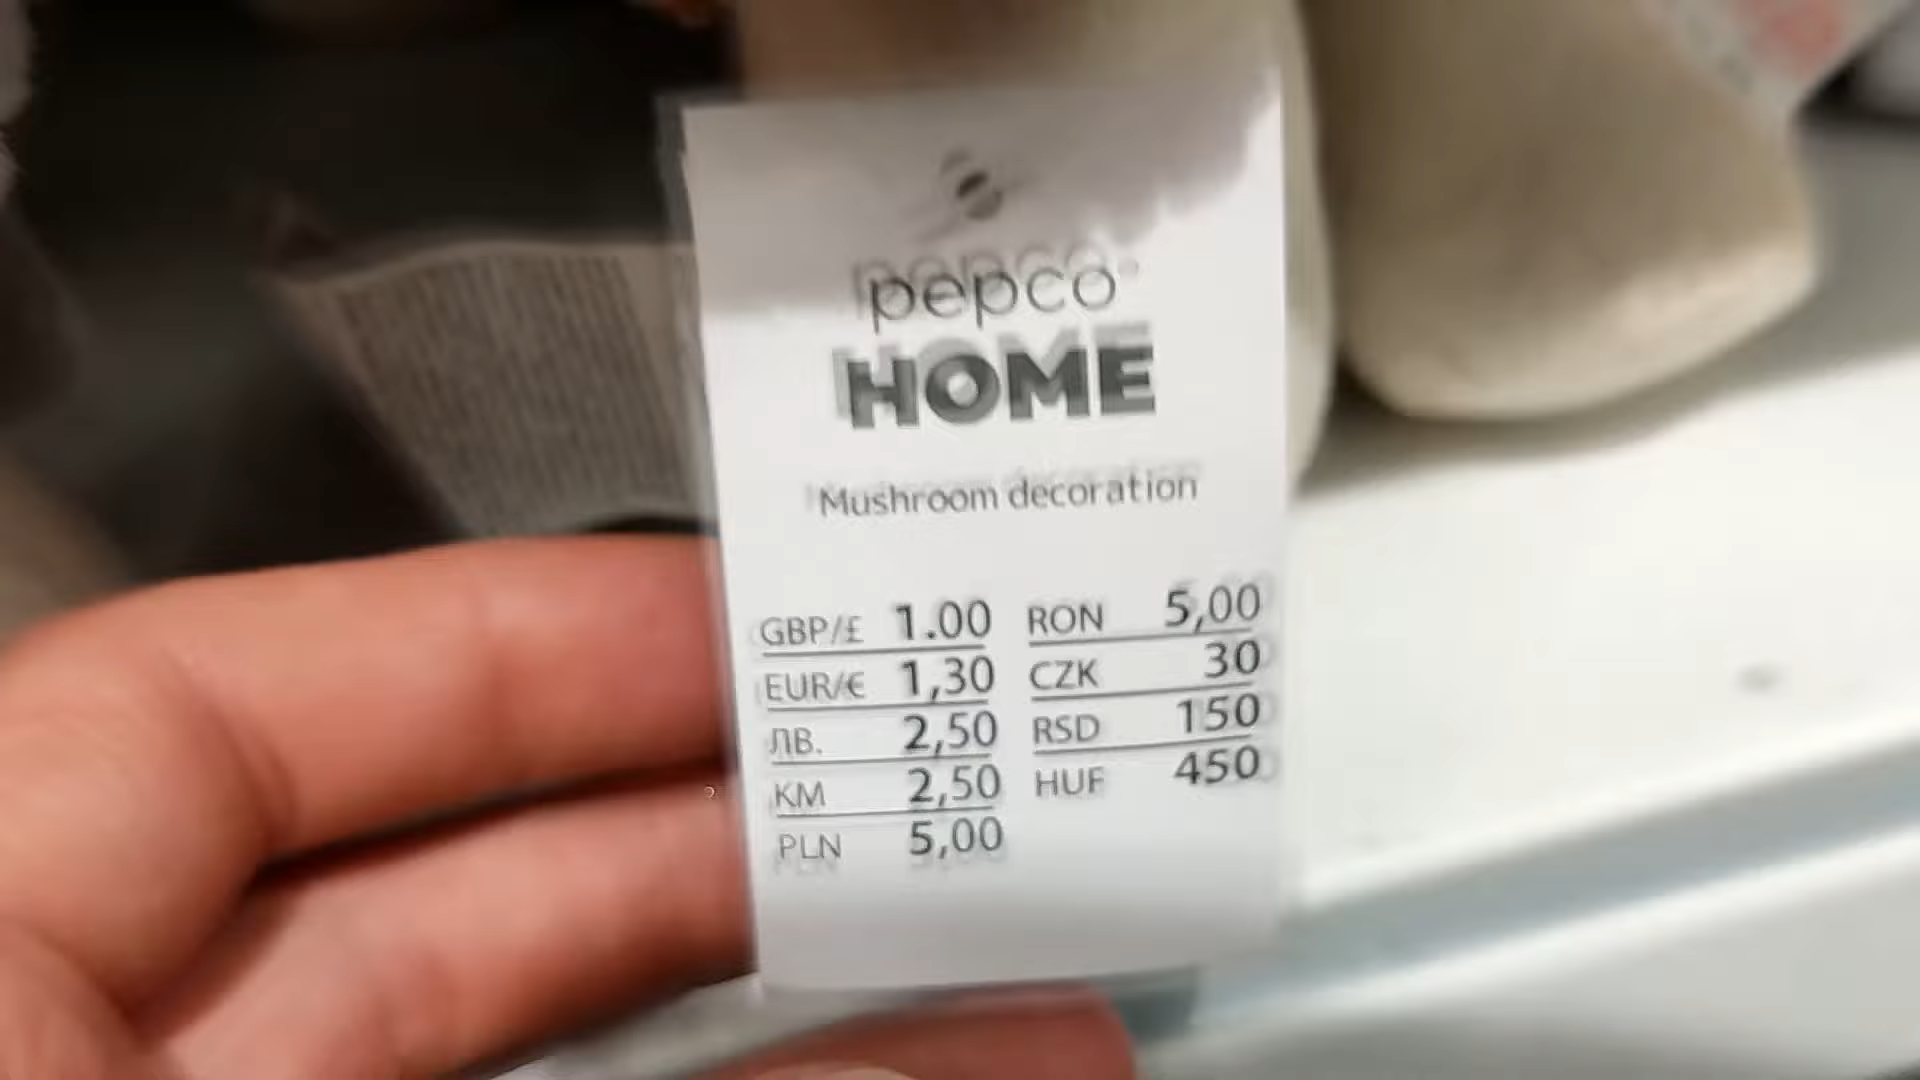 pepco
HOME
Mushroom decoration
GBP/£ 1.00 RON 5,00
EUR/€ 1,30 CZK 30
ЛВ. 2,50 RSD 150
KM 2,50 HUF 450
PLN 5,00